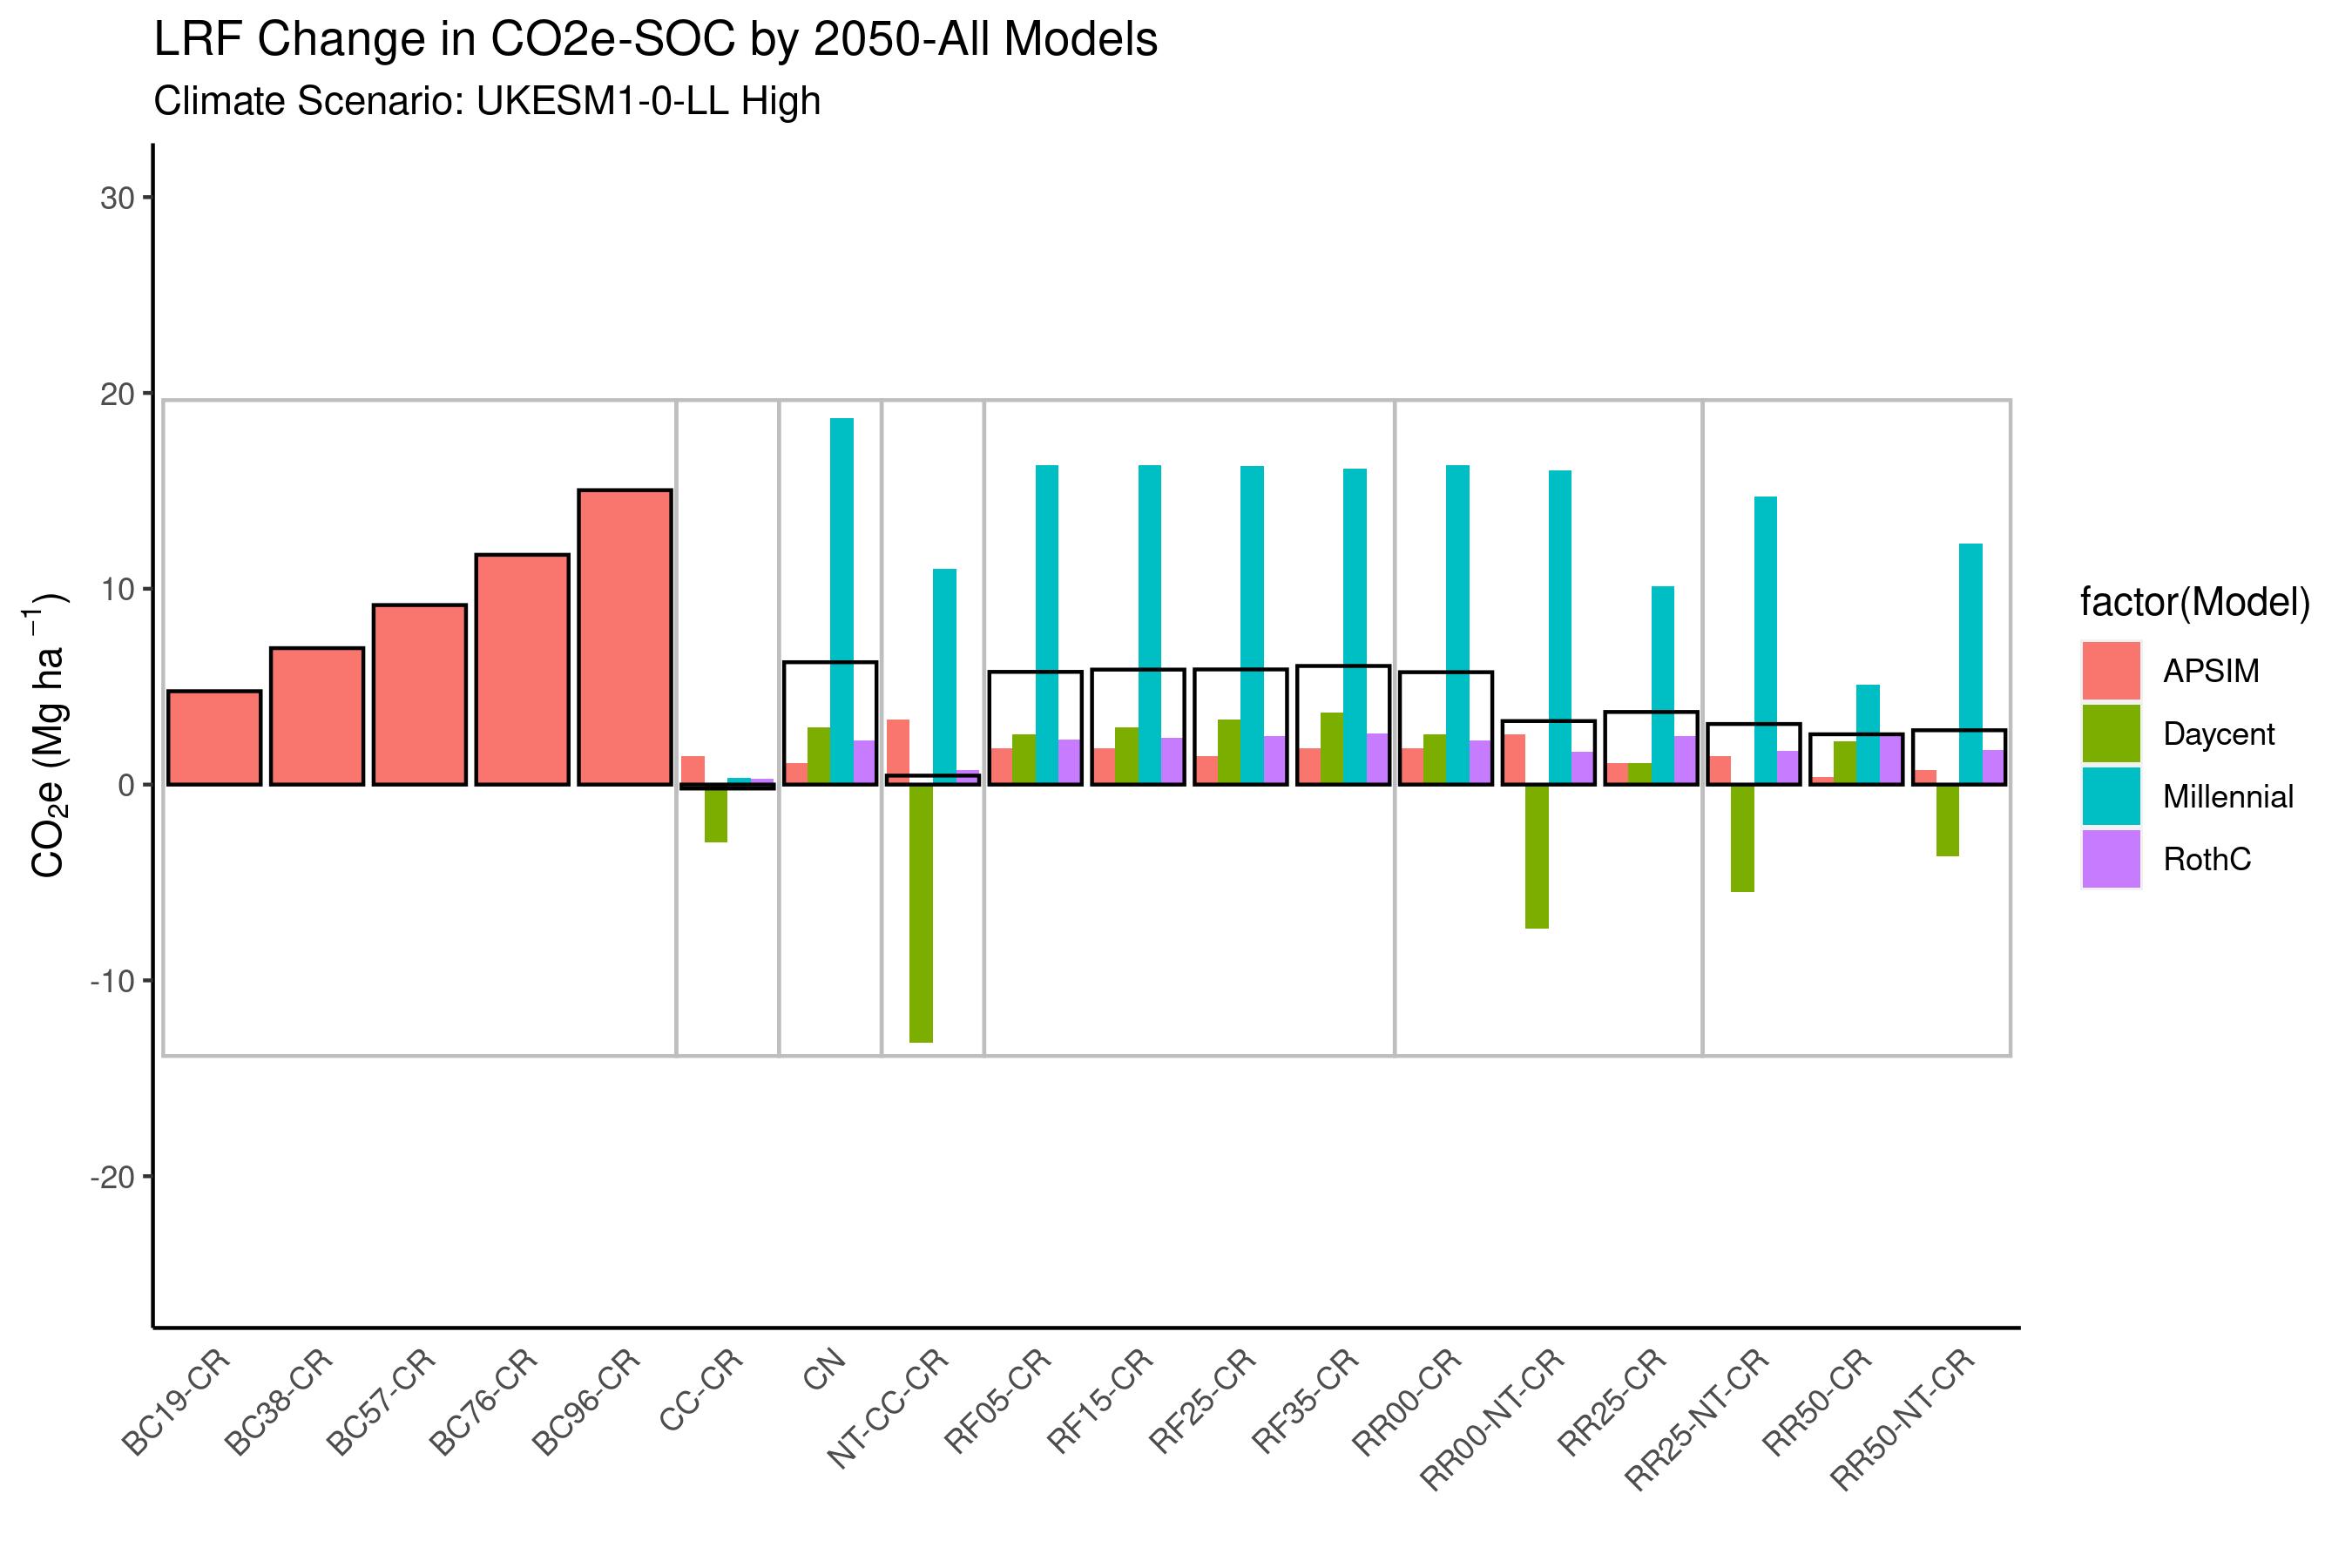 LRF Change in CO2e-SOC by 2050-All Models
Climate Scenario: UKESM1-0-LL High
CO₂e (Mg ha ⁻¹)
30
20
10
0
-10
-20
BC19-CR
BC38-CR
BC57-CR
BC76-CR
BC96-CR
CC-CR
CN
NT-CC-CR
RF05-CR
RF15-CR
RF25-CR
RF35-CR
RR00-CR
RR00-NT-CR
RR25-CR
RR25-NT-CR
RR50-CR
RR50-NT-CR
factor(Model)
APSIM
Daycent
Millennial
RothC